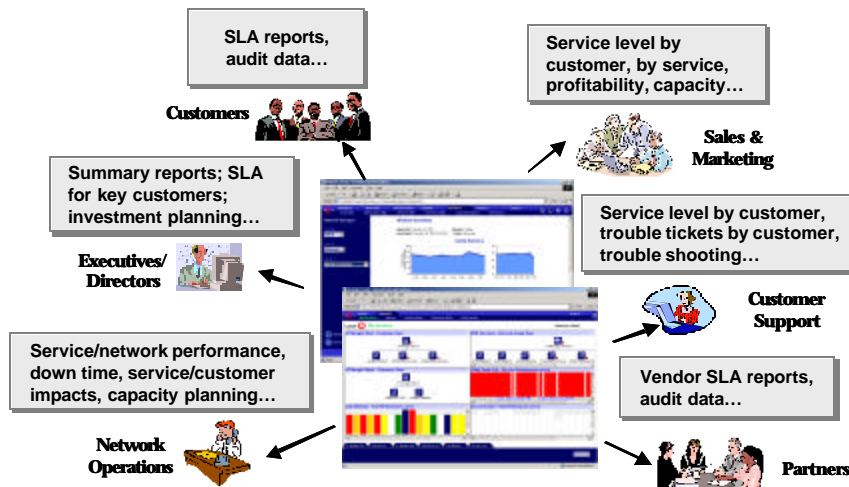 SLA reports,
audit data…
Customers
Service level by
customer, by service,
profitability, capacity…
Sales &
Marketing
Summary reports; SLA
for key customers;
investment planning…
Executives/
Directors
Service level by customer,
trouble tickets by customer,
trouble shooting…
Customer
Support
Service/network performance,
down time, service/customer
impacts, capacity planning…
Network
Operations
Vendor SLA reports,
audit data…
Partners